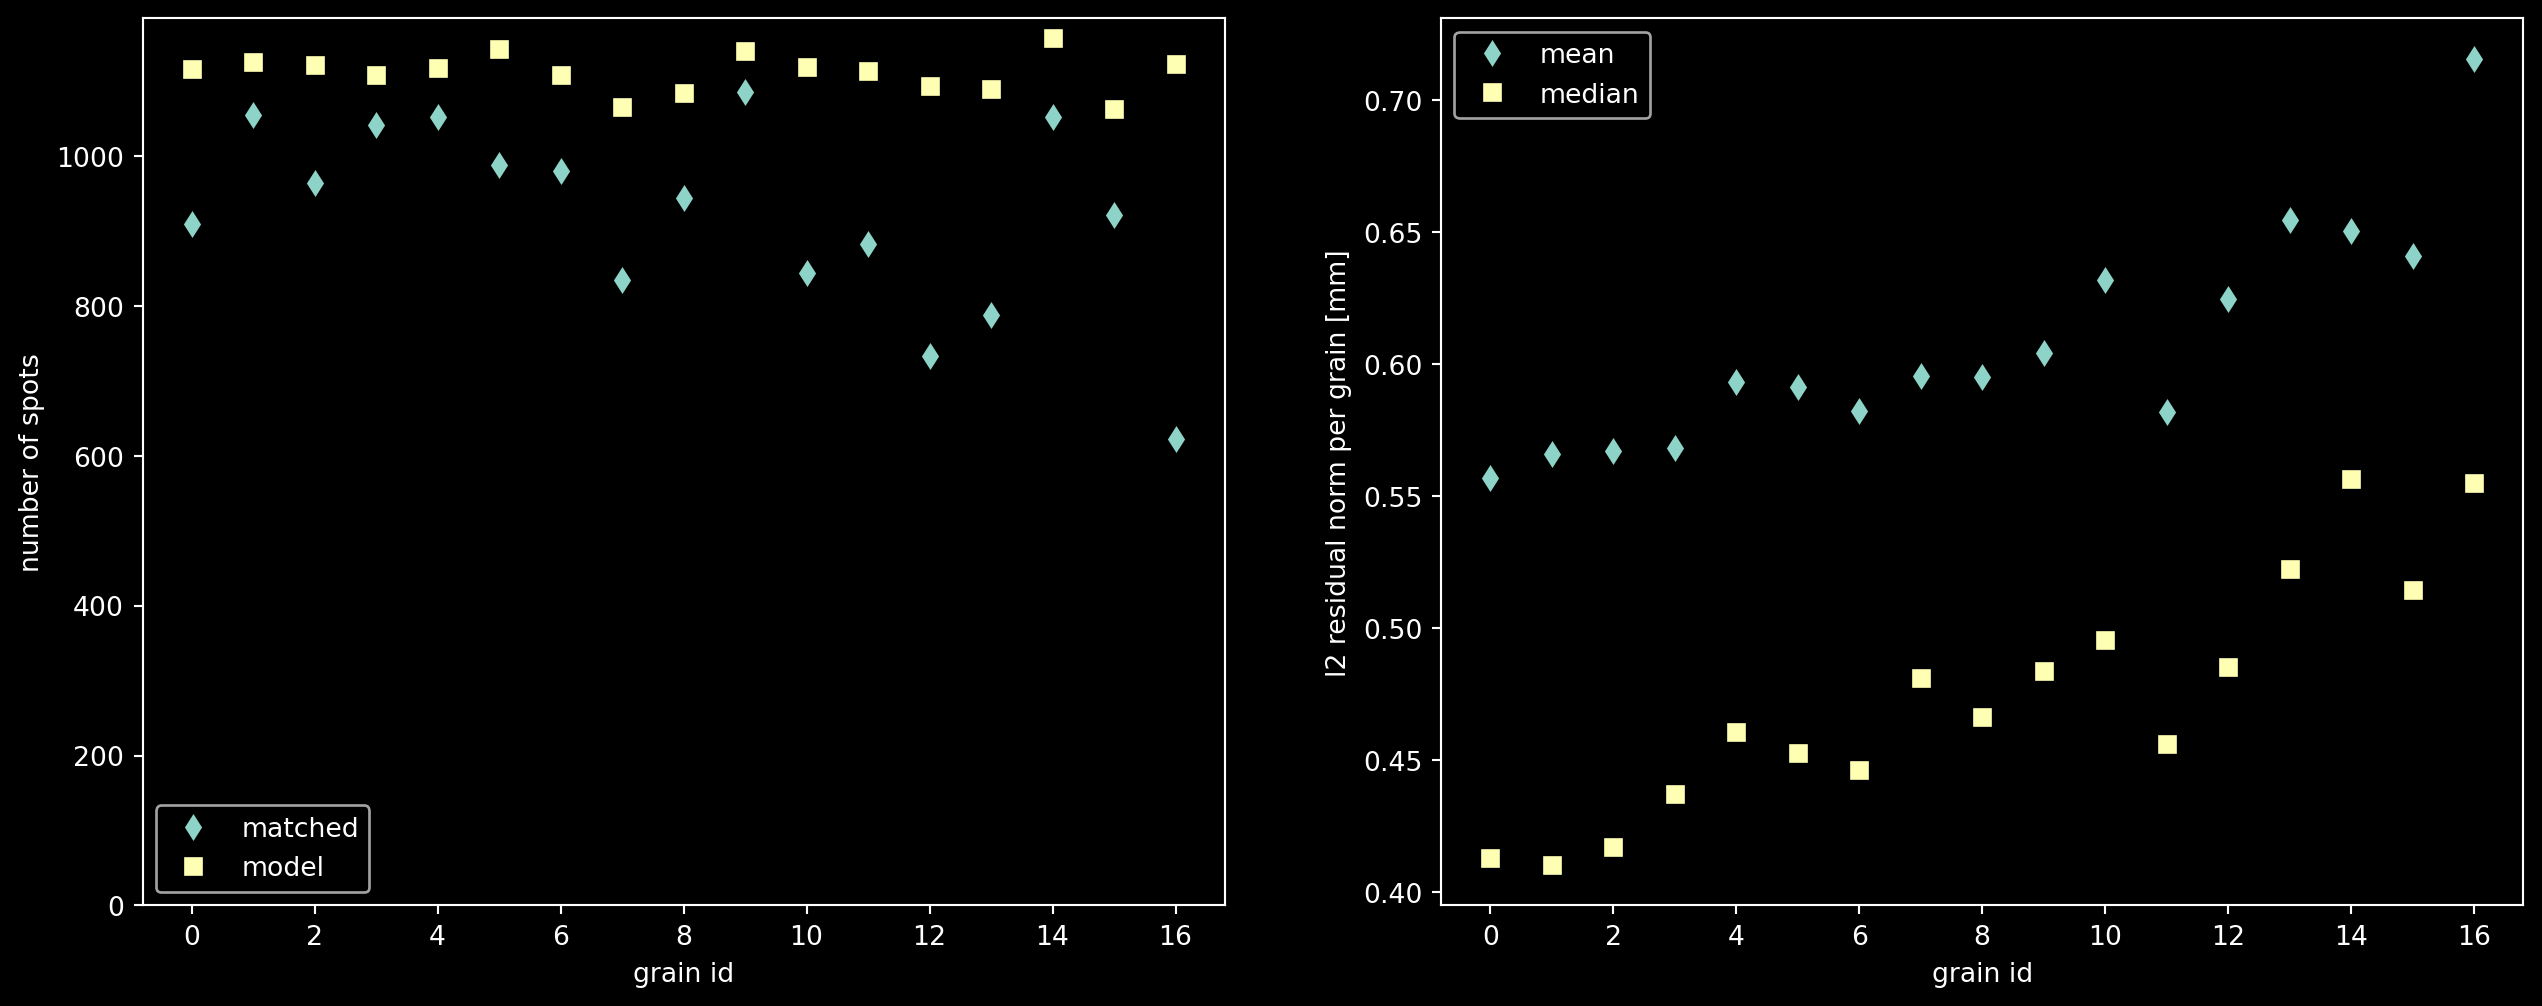 1000
800
600
400
200
0
number of spots
matched
model
0 2 4 6 8 10 12 14 16
grain id
mean
median
0.70
0.65
0.60
0.55
0.50
0.45
0.40
l2 residual norm per grain [mm]
0 2 4 6 8 10 12 14 16
grain id